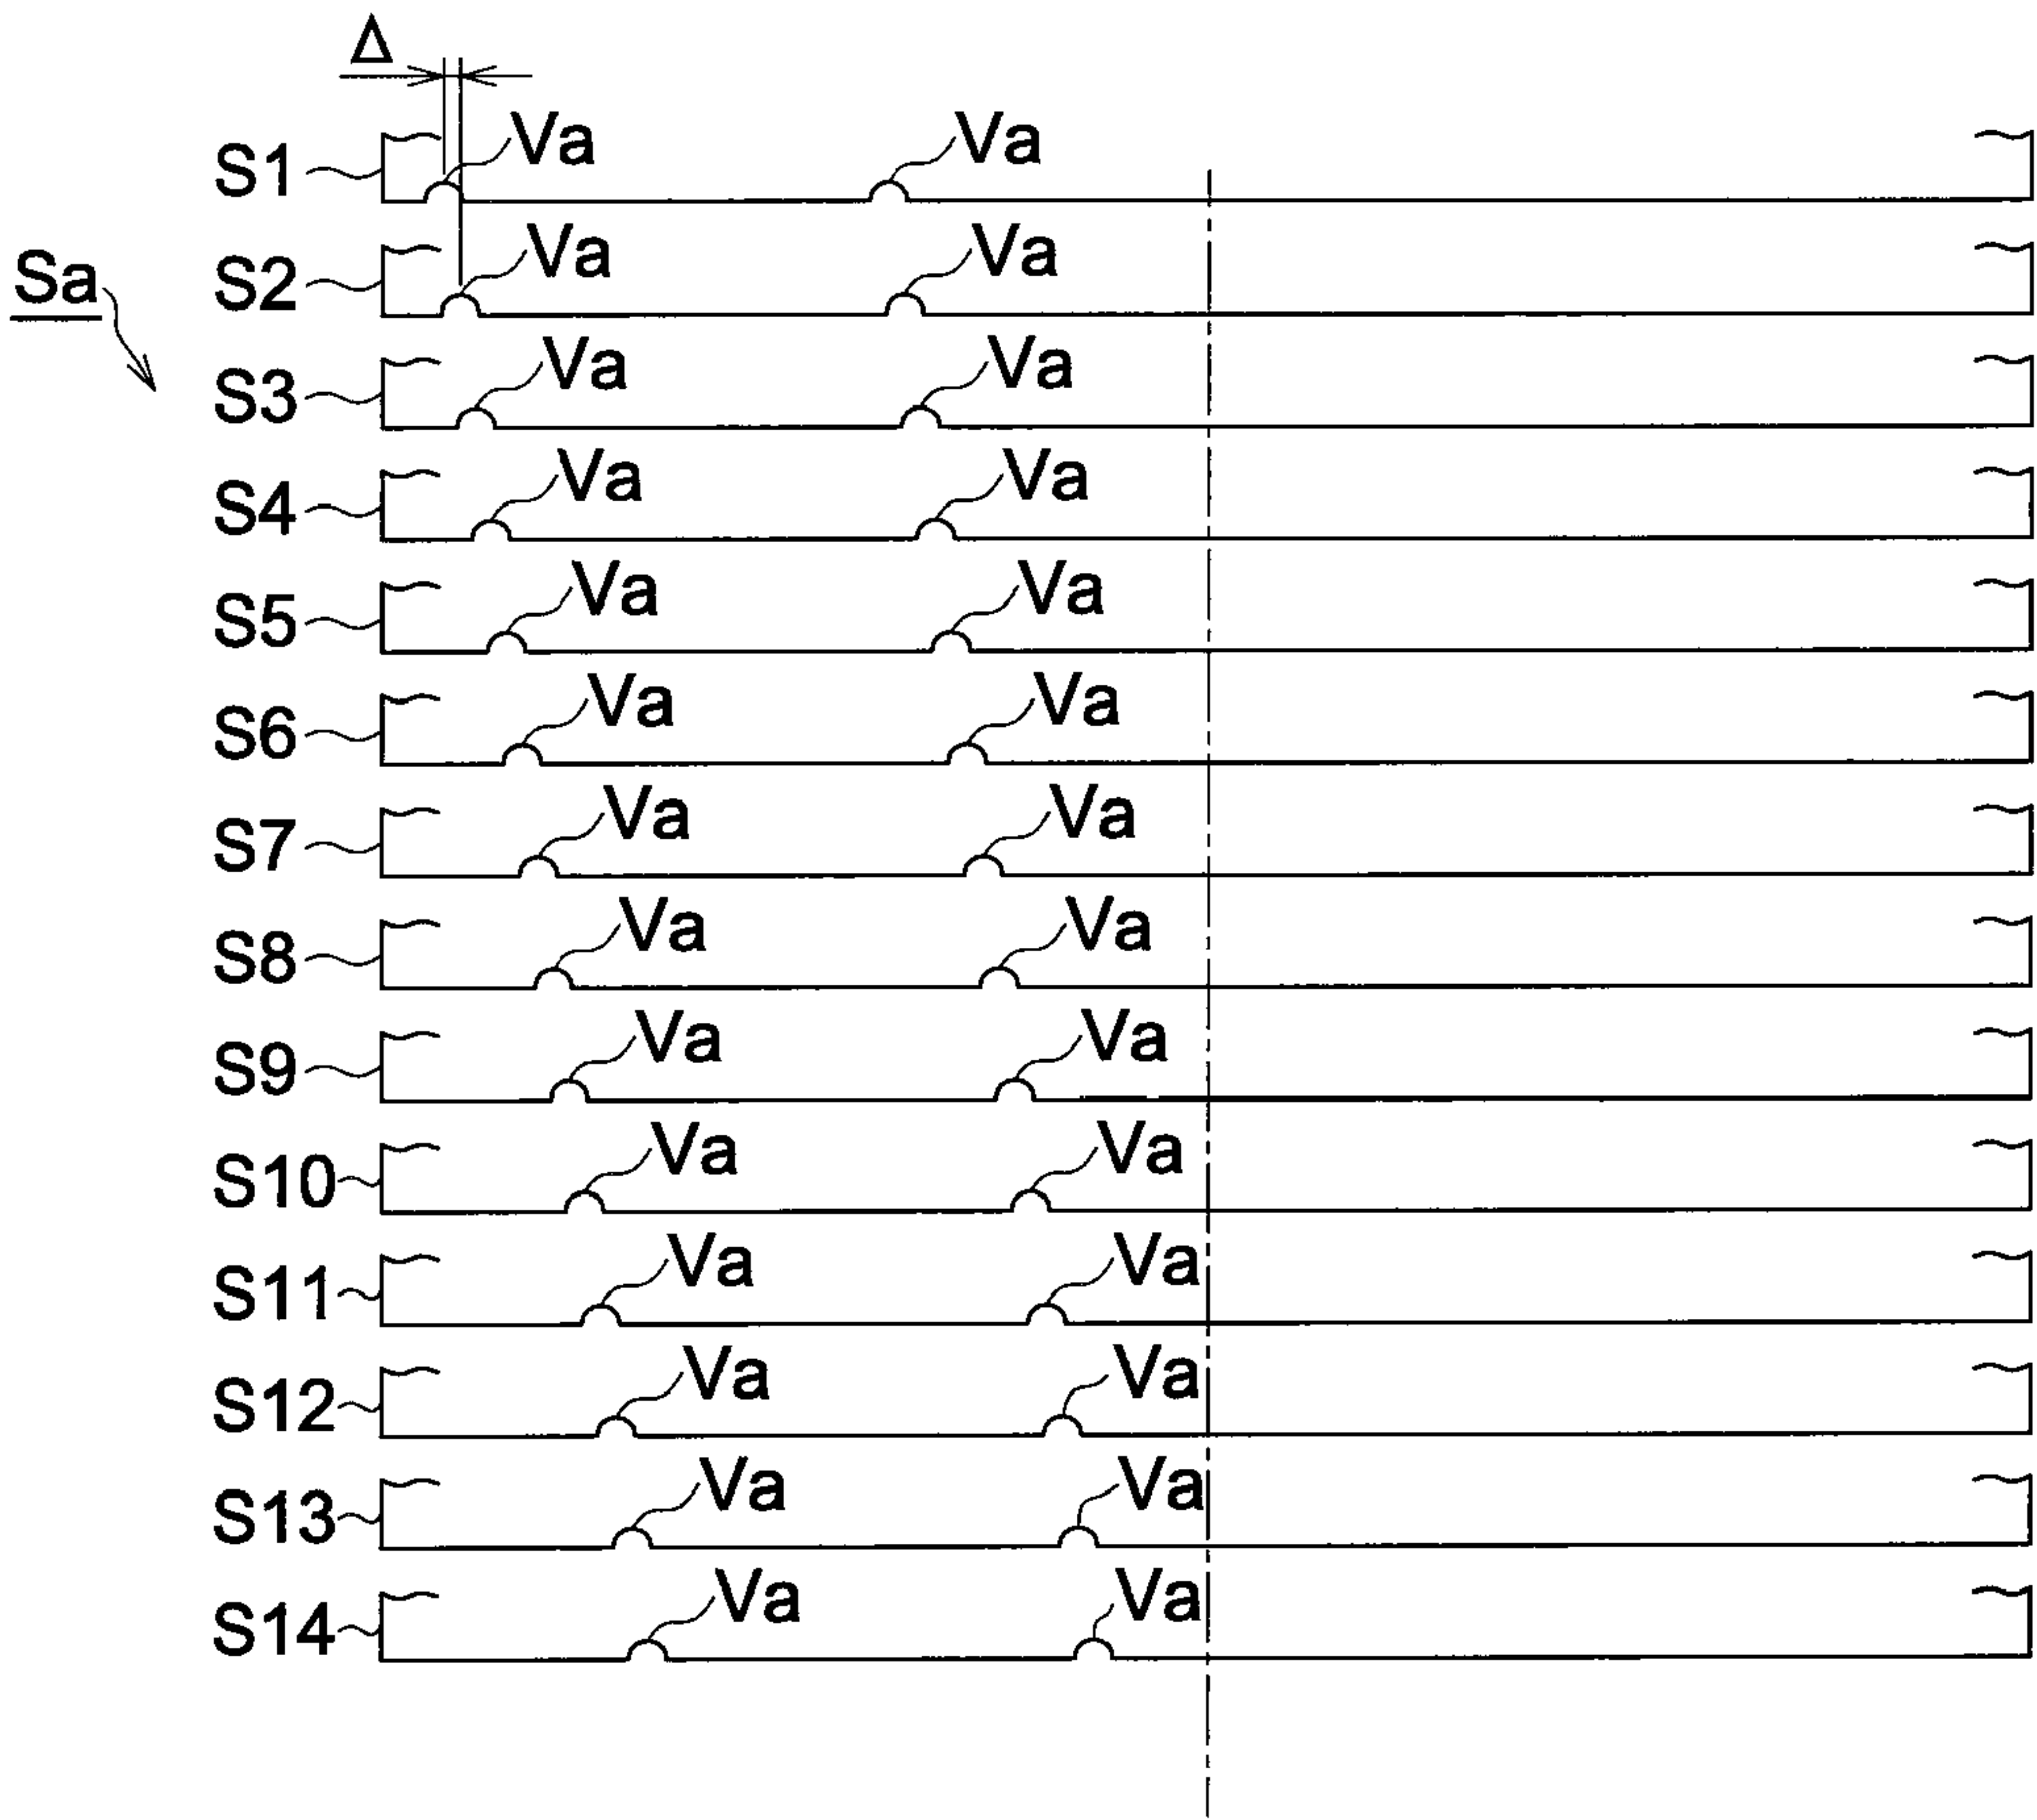 Δ
S1 Va Va
S2 Va Va
Sa
S3 Va Va
S4 Va Va
S5 Va Va
S6 Va Va
S7 Va Va
S8 Va Va
S9 Va Va
S10 Va Va
S11 Va Va
S12 Va Va
S13 Va Va
S14 Va Va